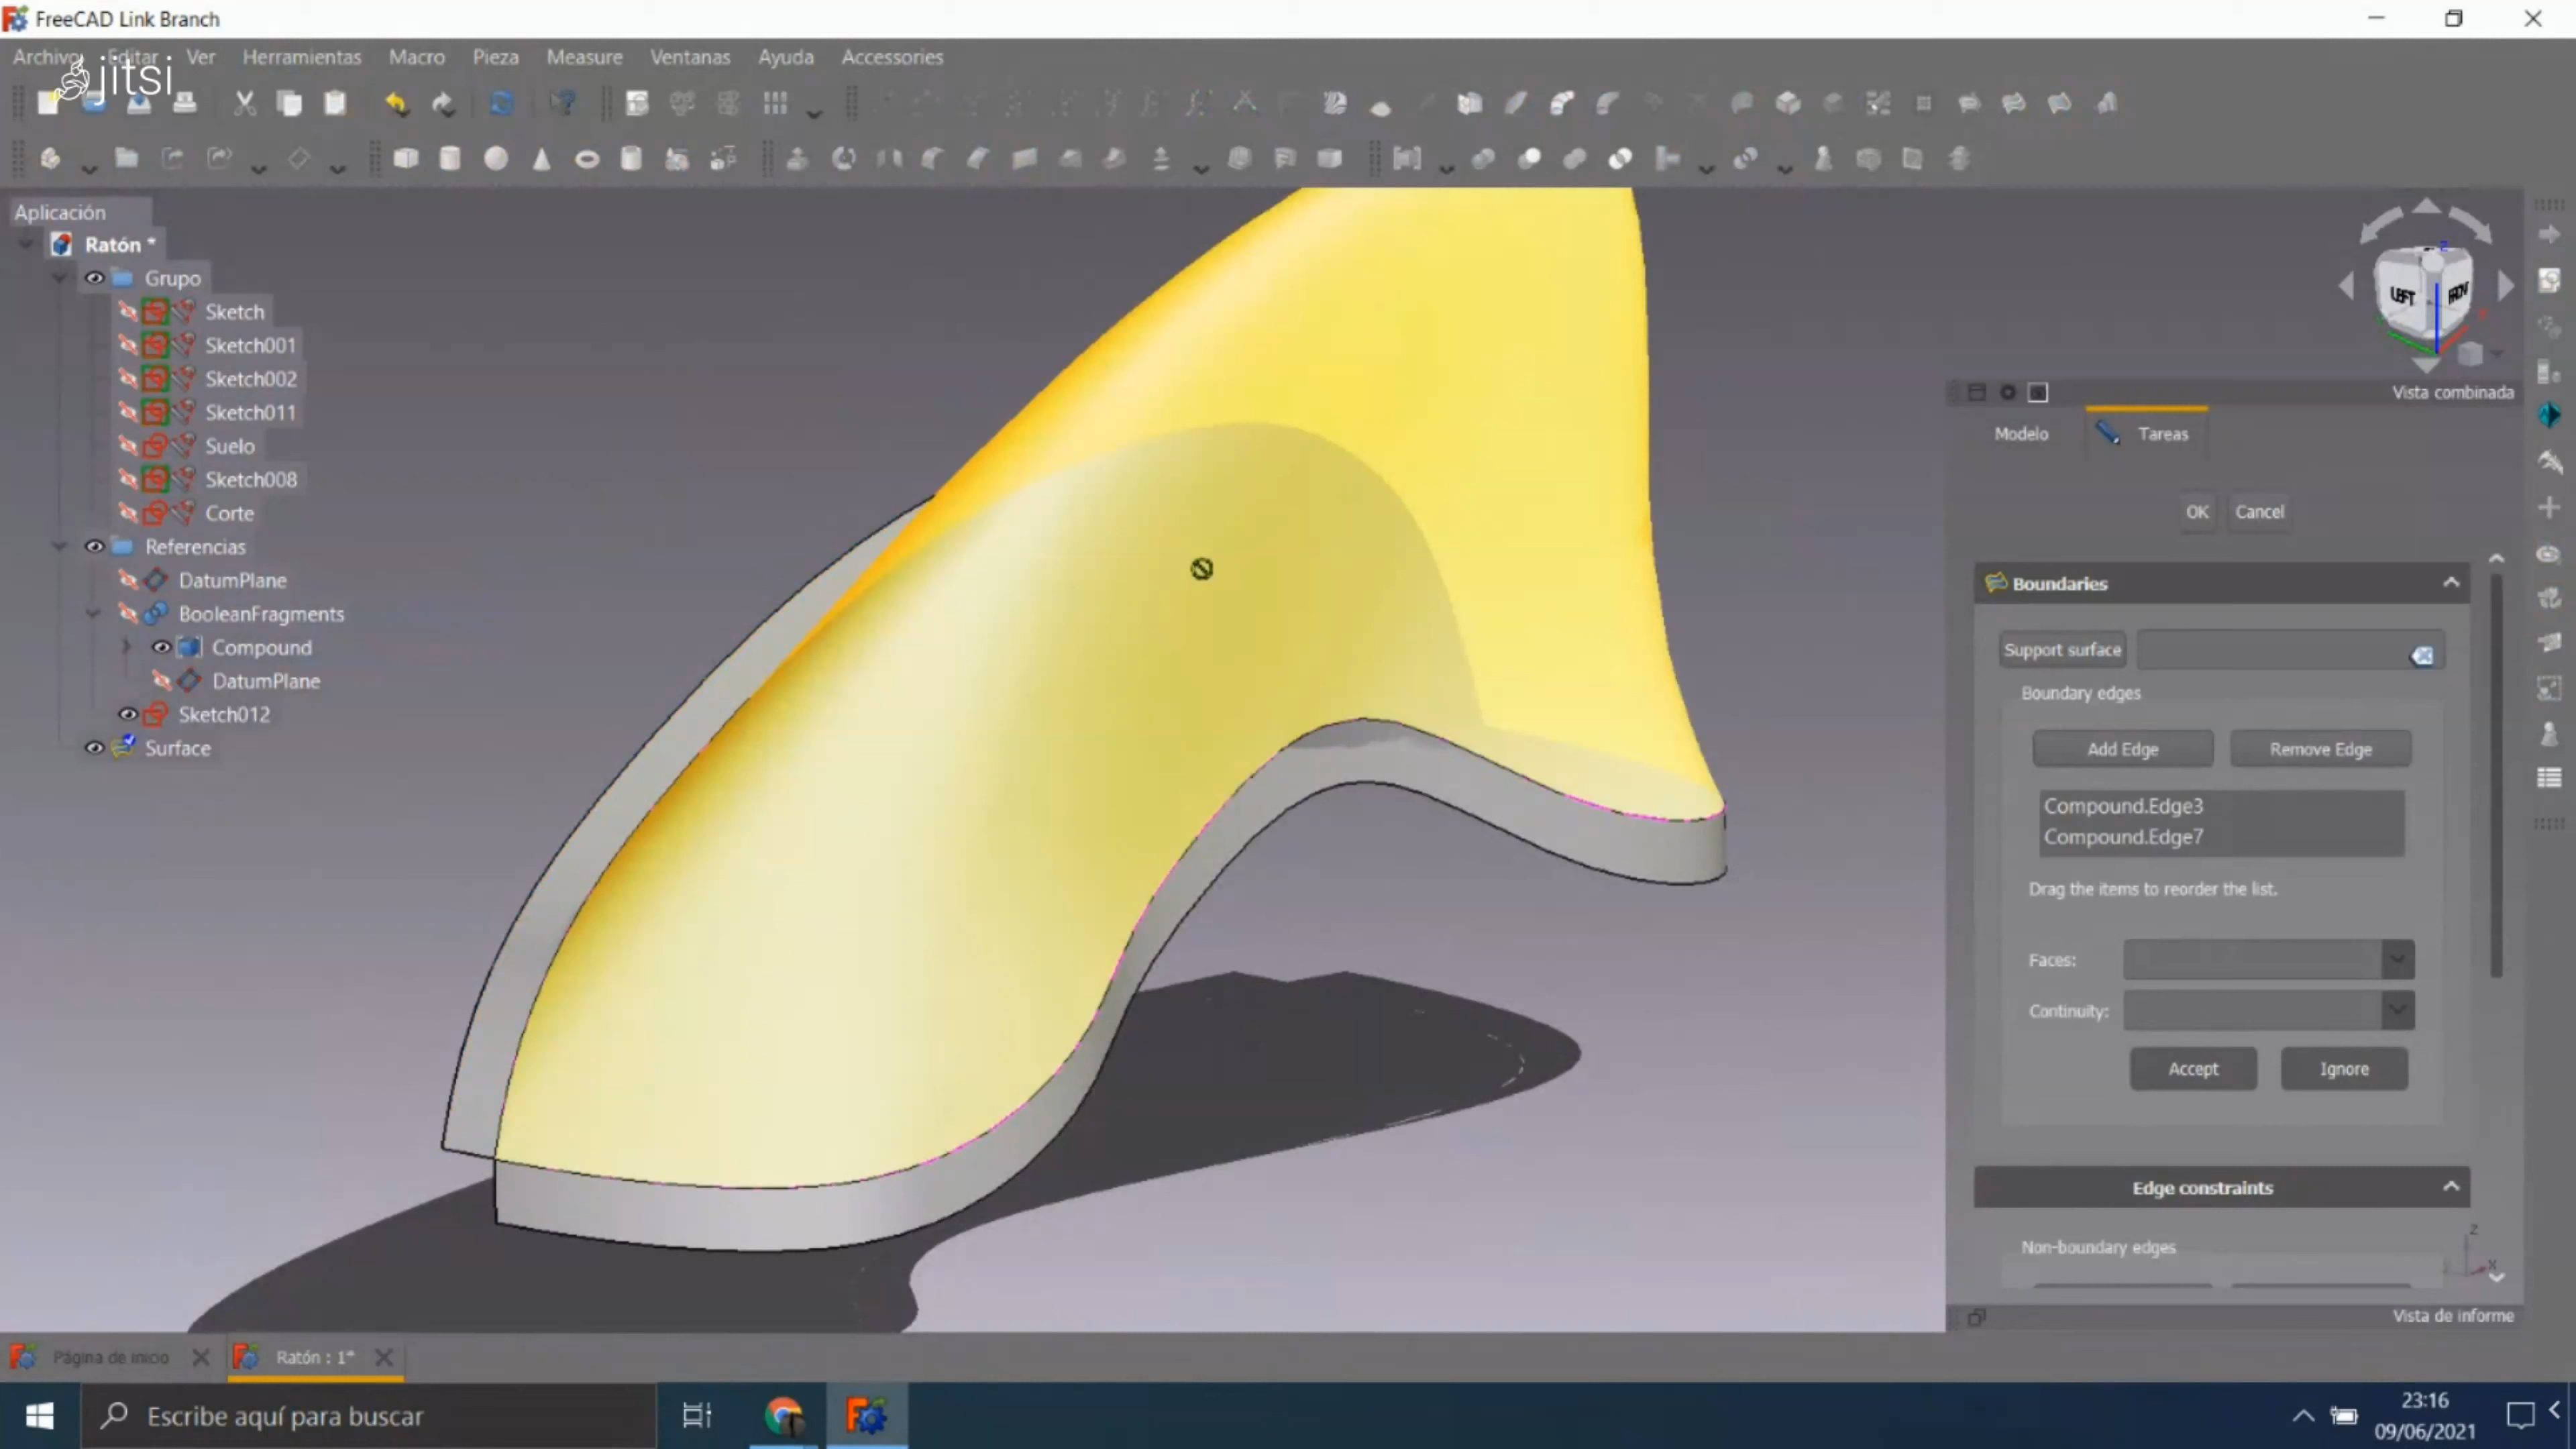 FreeCAD Link Branch
Archivo Editar Ver Herramientas Macro Pieza Measure Ventanas Ayuda Accessories
jitsi
Aplicación
Ratón *
Grupo
Sketch
Sketch001
Sketch002
Sketch011
Suelo
Sketch008
Corte
Referencias
DatumPlane
BooleanFragments
Compound
DatumPlane
Sketch012
Surface
Z
LEFT FRONT
Vista combinada
Modelo Tareas
OK Cancel
Boundaries
Support surface
Boundary edges
Add Edge Remove Edge
Compound.Edge3
Compound.Edge7
Drag the items to reorder the list.
Faces:
Continuity:
Accept Ignore
Edge constraints
Non-boundary edges
Z
X
Vista de informe
Página de inicio Ratón : 1*
Escribe aquí para buscar
23:16
09/06/2021